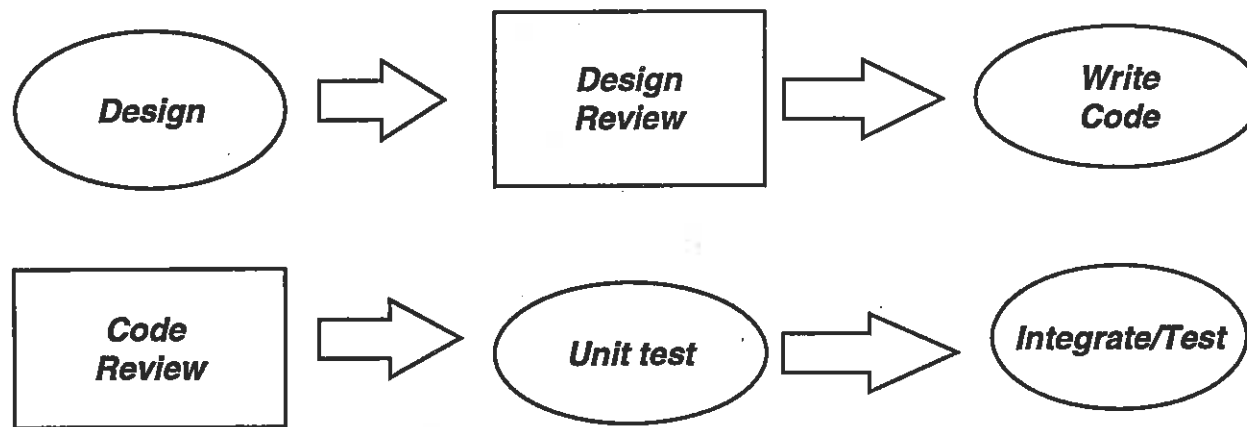 Design
Design
Review
Write
Code
Code
Review
Unit test
Integrate/Test